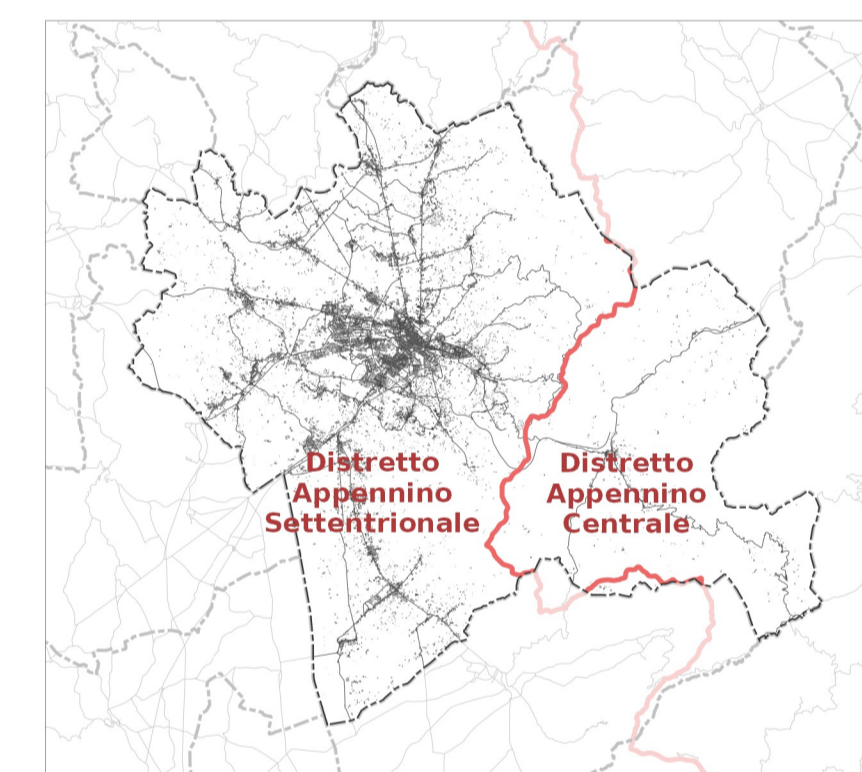 Distretto
Appennino
Settentrionale
Distretto
Appennino
Centrale